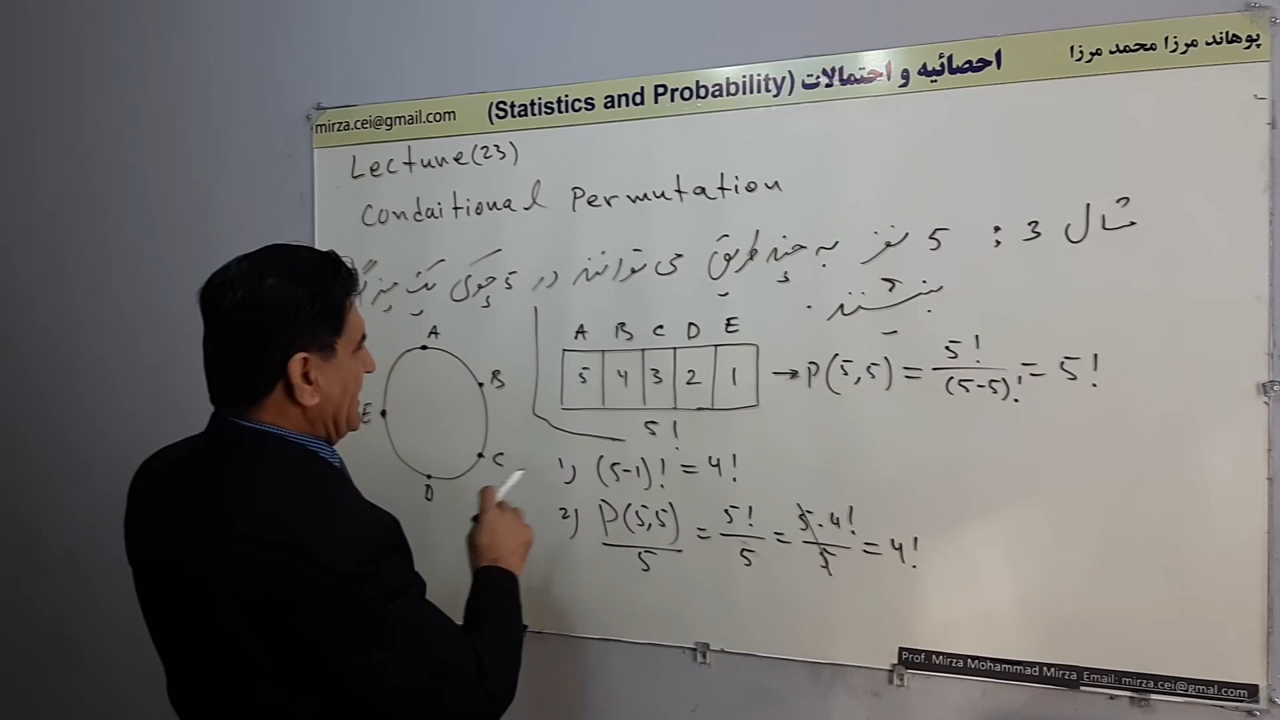 پوهاند مرزا محمد مرزا
احصائیه و احتمالات (Statistics and Probability)
mirza.cei@gmail.com
Lectune(23)
Condaitional Permutation
مثال 3 : 5 نفر به چند طریق می توانند در 5 چوکی یک میز
بنشینند .
A B C D E
5 4 3 2 1
→ P(5,5) = 5!/(5-5)! = 5!
5!
1) (5-1)! = 4!
2) P(5,5)/5 = 5!/5 = 5·4!/5 = 4!
A
B
C
D
E
Prof. Mirza Mohammad Mirza Email: mirza.cei@gmal.com